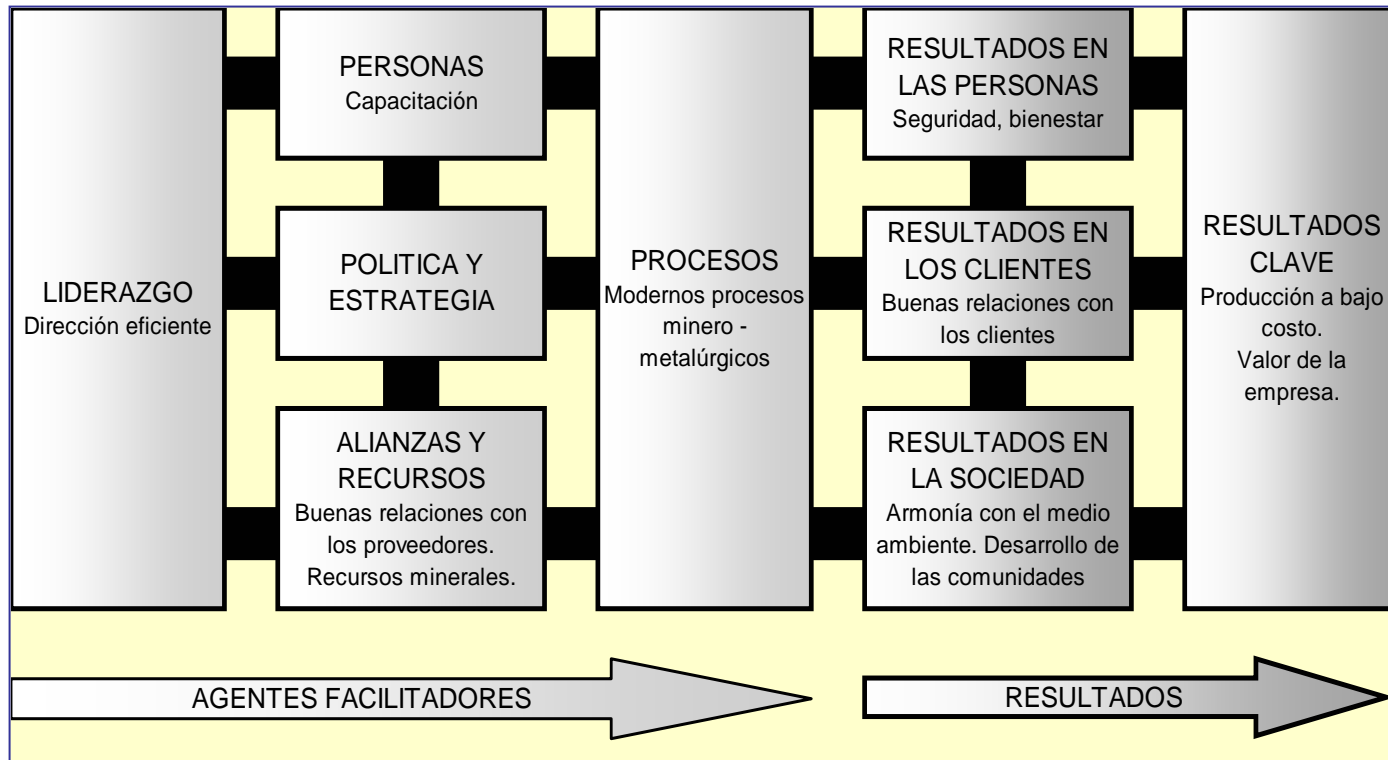 LIDERAZGO
Dirección eficiente
PERSONAS
Capacitación
POLITICA Y
ESTRATEGIA
ALIANZAS Y
RECURSOS
Buenas relaciones con
los proveedores.
Recursos minerales.
PROCESOS
Modernos procesos
minero -
metalúrgicos
RESULTADOS EN
LAS PERSONAS
Seguridad, bienestar
RESULTADOS EN
LOS CLIENTES
Buenas relaciones con
los clientes
RESULTADOS EN
LA SOCIEDAD
Armonía con el medio
ambiente. Desarrollo de
las comunidades
RESULTADOS
CLAVE
Producción a bajo
costo.
Valor de la
empresa.
AGENTES FACILITADORES
RESULTADOS